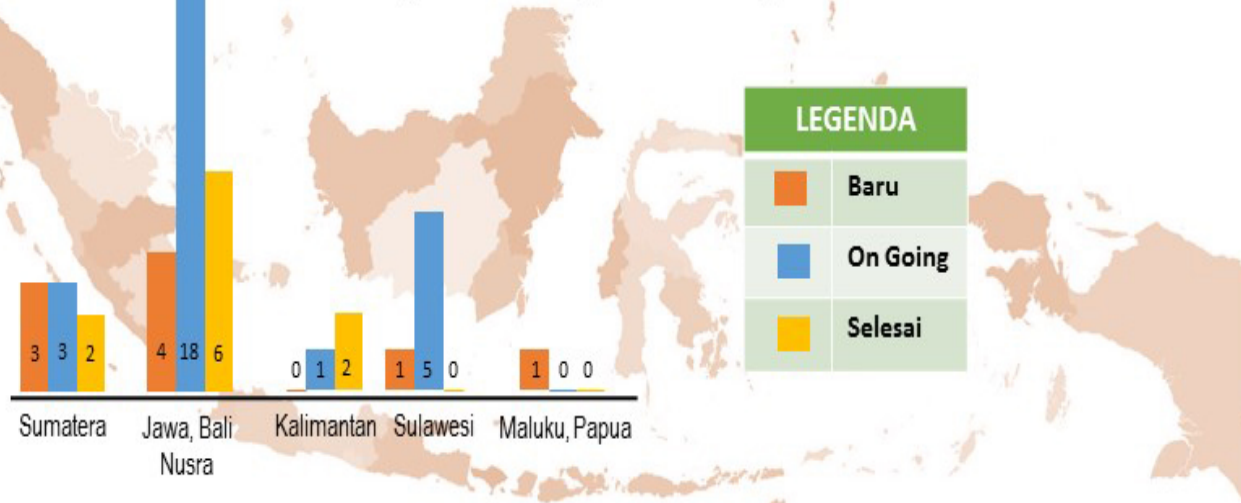 LEGENDA
Baru
On Going
Selesai
3 3 2
4 18 6
0 1 2
1 5 0
1 0 0
Sumatera
Jawa, Bali
Nusra
Kalimantan
Sulawesi
Maluku, Papua